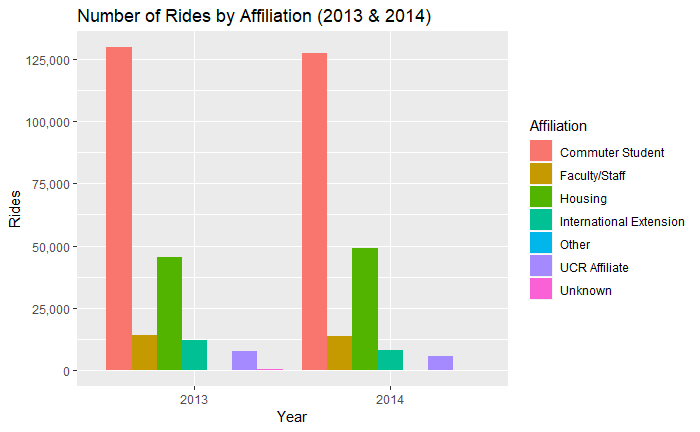 Number of Rides by Affiliation (2013 & 2014)
125,000
100,000
75,000
50,000
25,000
0
Rides
2013
2014
Year
Affiliation
Commuter Student
Faculty/Staff
Housing
International Extension
Other
UCR Affiliate
Unknown